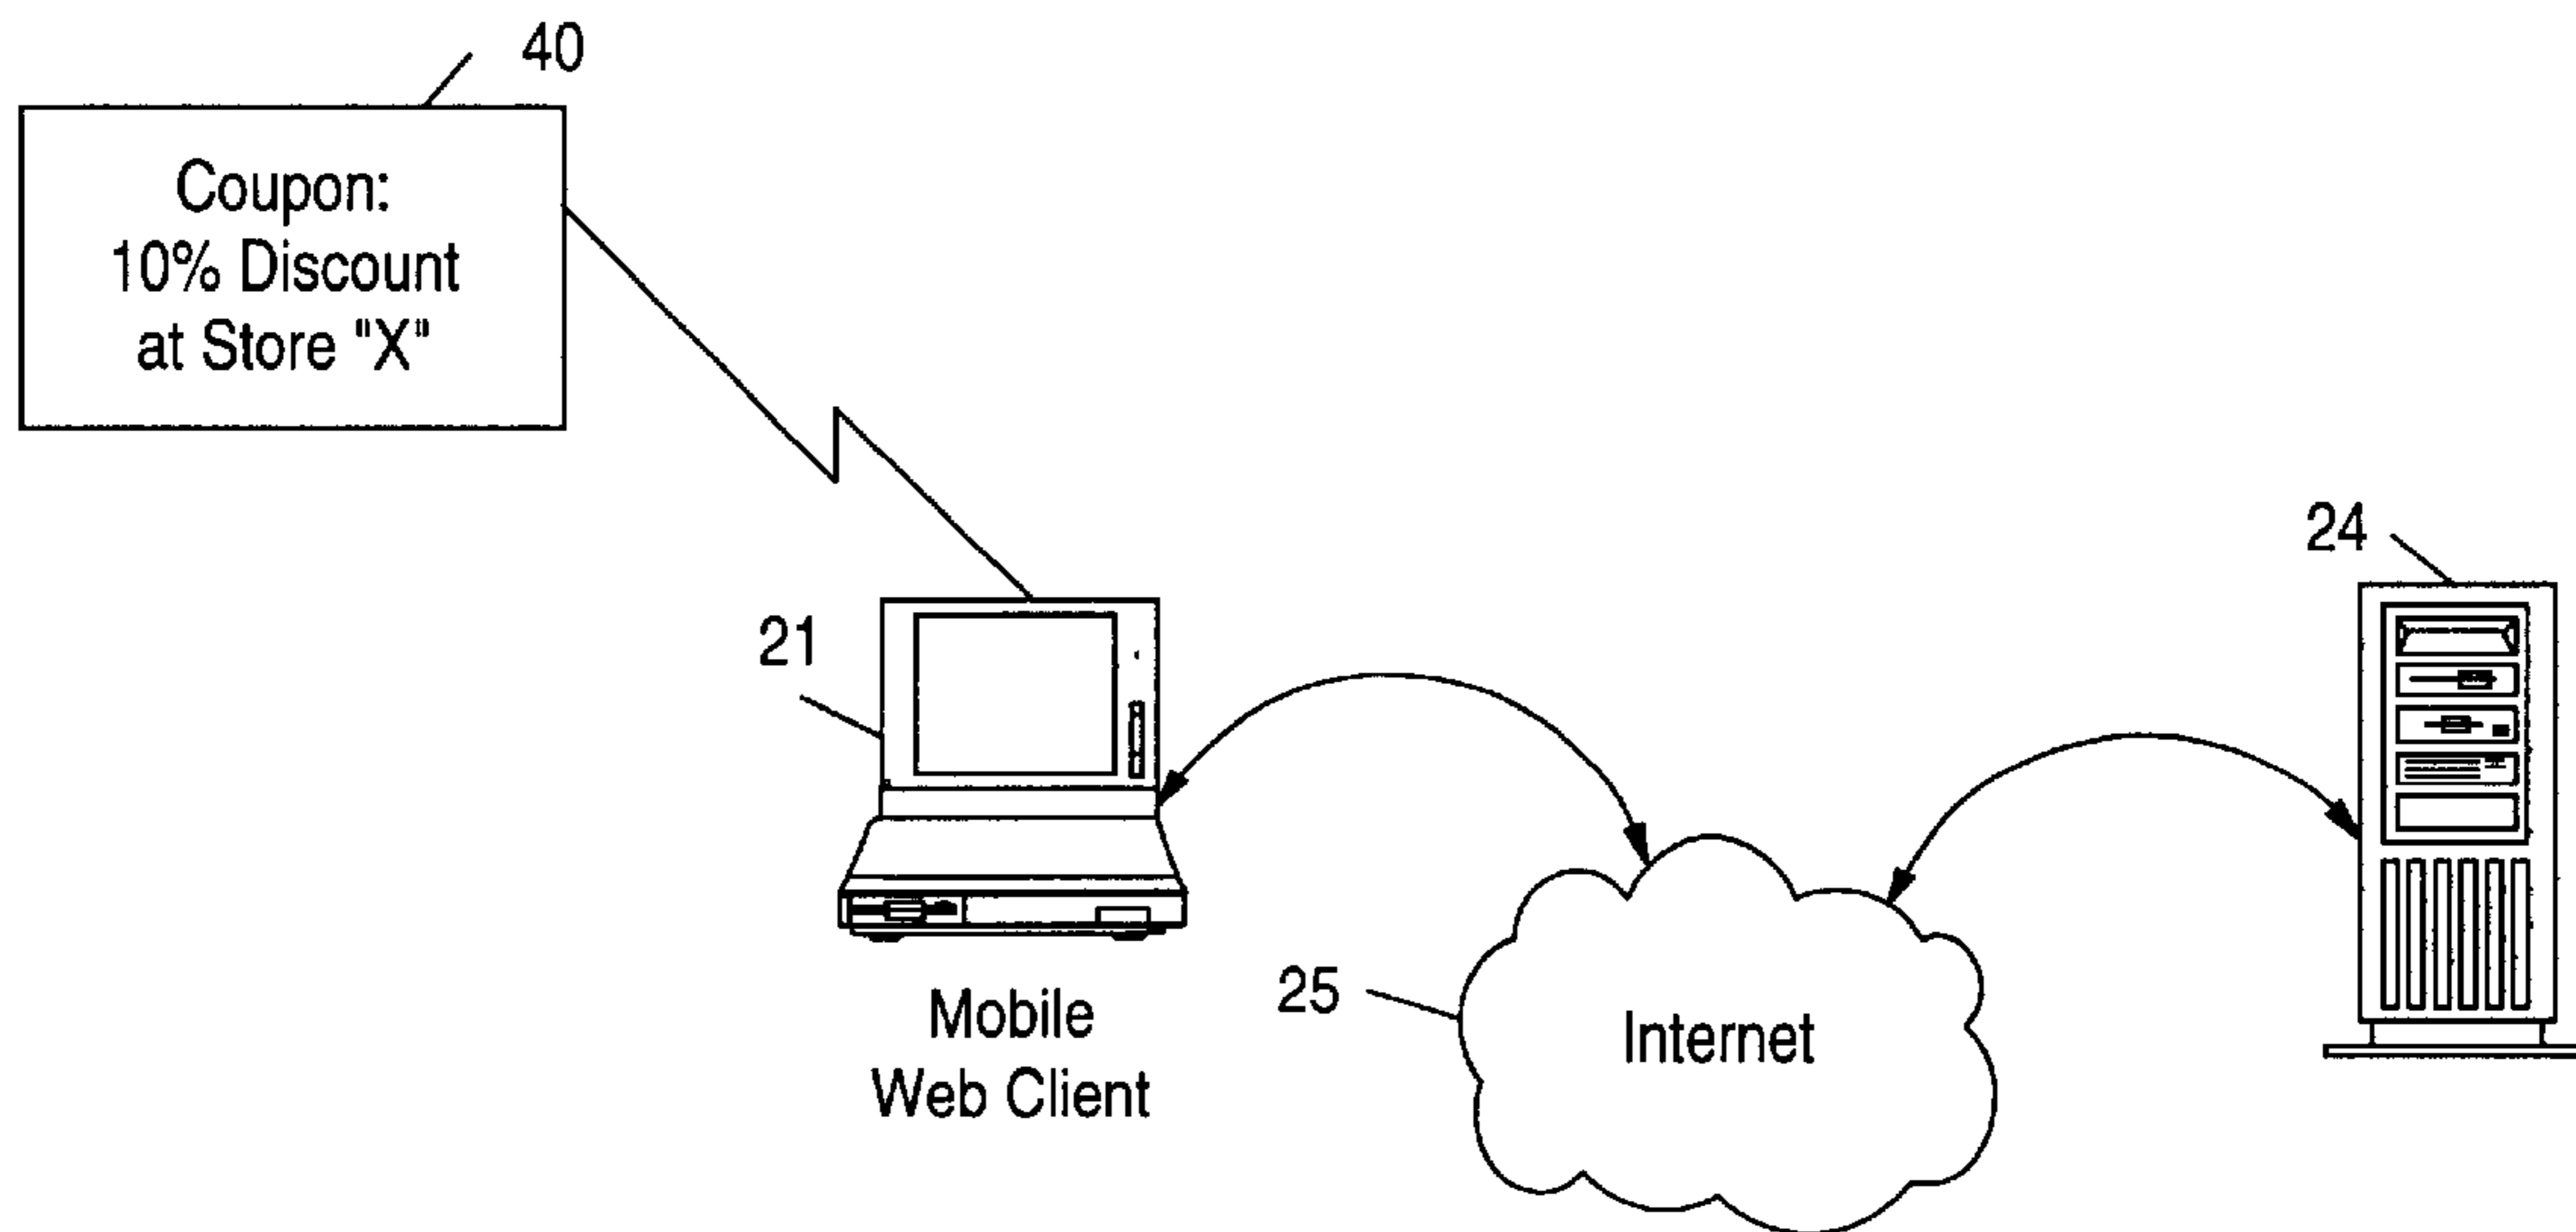 40
Coupon:
10% Discount
at Store "X"
24
21
25
Internet
Mobile
Web Client